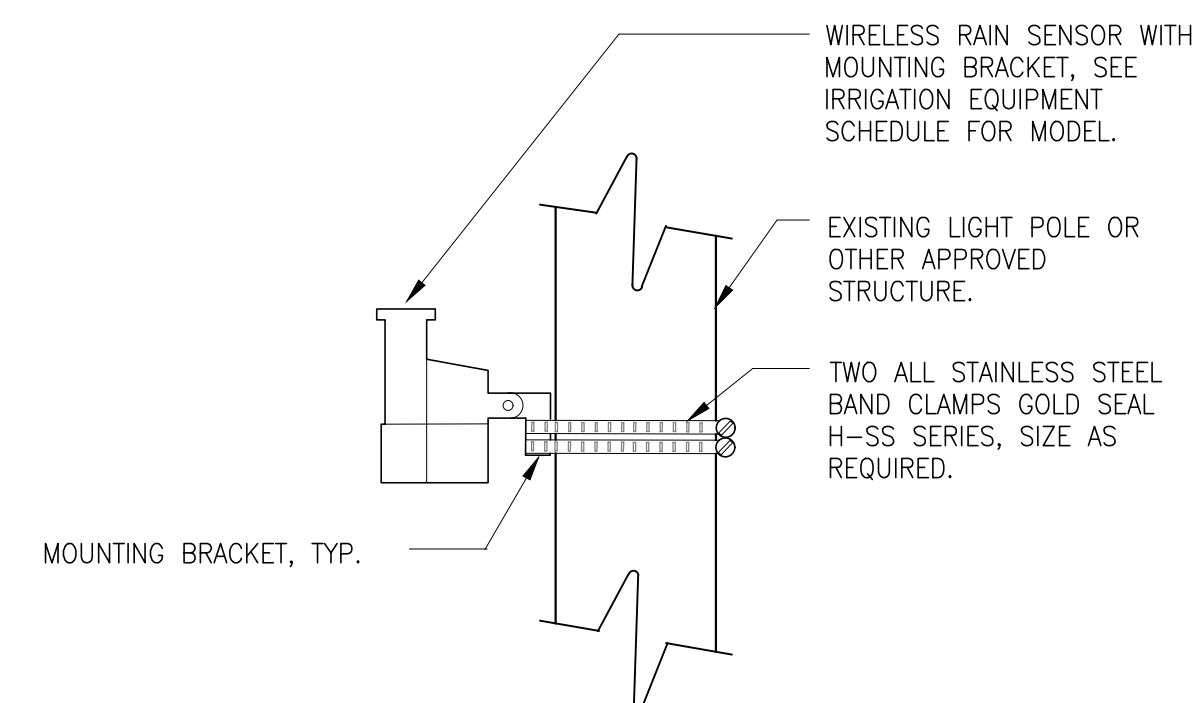 WIRELESS RAIN SENSOR WITH
MOUNTING BRACKET, SEE
IRRIGATION EQUIPMENT
SCHEDULE FOR MODEL.
EXISTING LIGHT POLE OR
OTHER APPROVED
STRUCTURE.
TWO ALL STAINLESS STEEL
BAND CLAMPS GOLD SEAL
H-SS SERIES, SIZE AS
REQUIRED.
MOUNTING BRACKET, TYP.